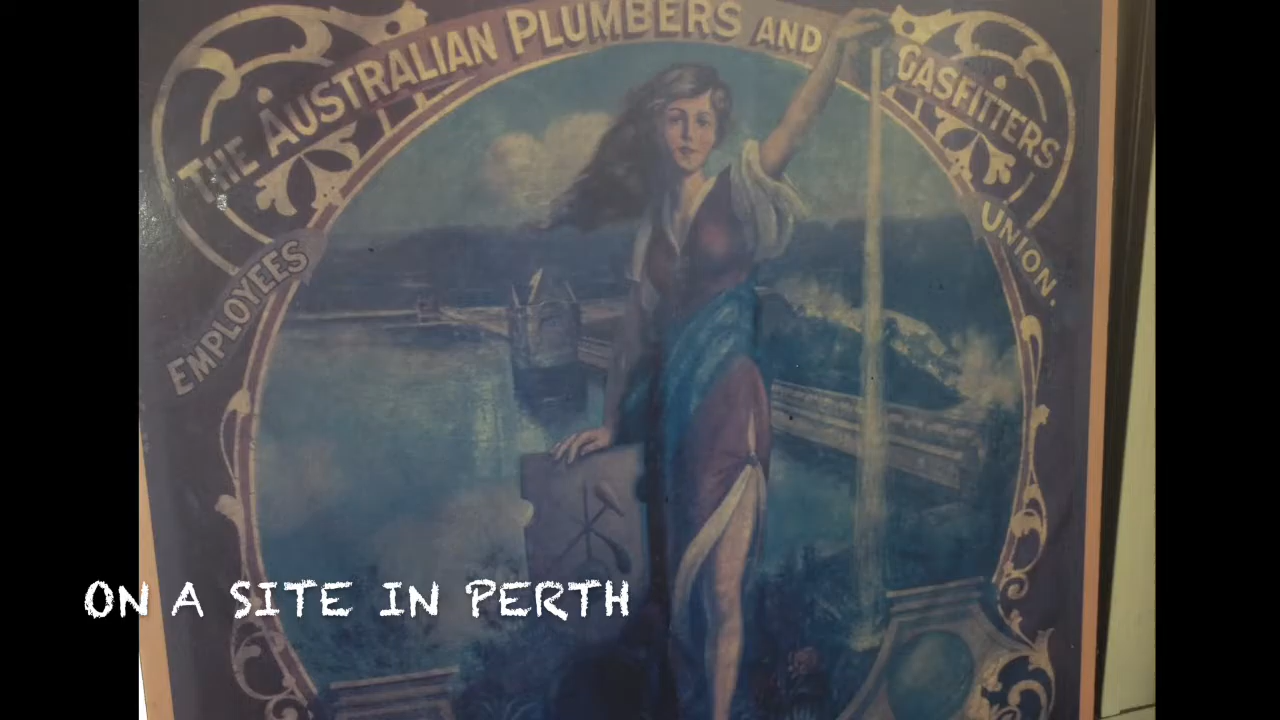 THE AUSTRALIAN PLUMBERS AND GASFITTERS
EMPLOYEES UNION.
ON A SITE IN PERTH